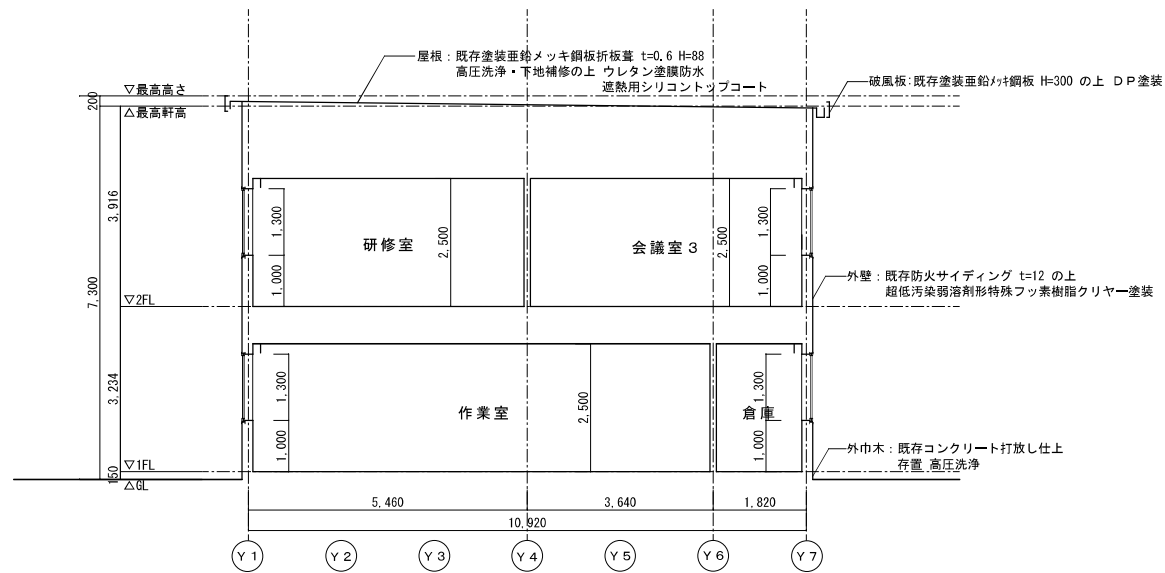 屋根：既存塗装亜鉛メッキ鋼板折板葺 t=0.6 H=88
高圧洗浄・下地補修の上 ウレタン塗膜防水
遮熱用シリコントップコート
破風板：既存塗装亜鉛ﾒｯｷ鋼板 H=300 の上 ＤＰ塗装
▽最高高さ
200
△最高軒高
3,916
7,300
1,300
1,000
研修室
2,500
会議室３
2,500
1,300
1,000
外壁：既存防火サイディング t=12 の上
超低汚染弱溶剤形特殊フッ素樹脂クリヤー塗装
▽2FL
3,234
1,300
1,000
作業室
2,500
倉庫
1,300
1,000
外巾木：既存コンクリート打放し仕上
存置 高圧洗浄
▽1FL
150
△GL
5,460
3,640
1,820
10,920
Ｙ１
Ｙ２
Ｙ３
Ｙ４
Ｙ５
Ｙ６
Ｙ７